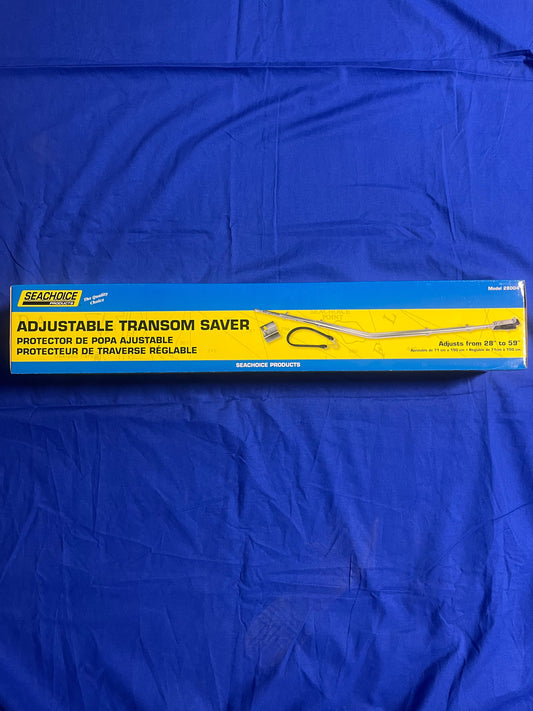 SEACHOICE
PRODUCTS
The Quality
Choice
Model 28004
ADJUSTABLE TRANSOM SAVER
PROTECTOR DE POPA AJUSTABLE
PROTECTEUR DE TRAVERSE RÉGLABLE
Adjusts from 28" to 59"
SEACHOICE PRODUCTS